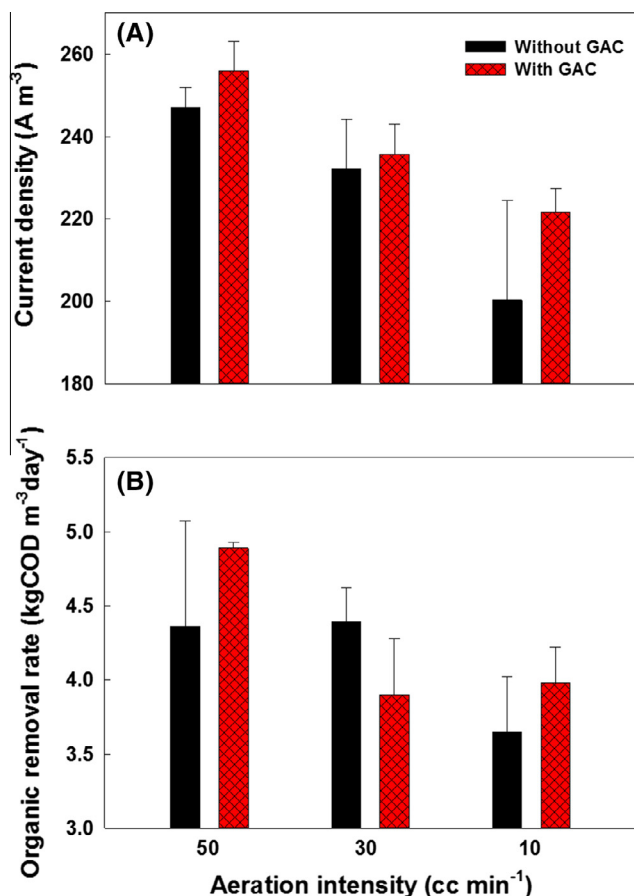 (A)
Without GAC
With GAC
Current density (A m⁻³)
260
240
220
200
180
(B)
Organic removal rate (kgCOD m⁻³day⁻¹)
5.5
5.0
4.5
4.0
3.5
3.0
50 30 10
Aeration intensity (cc min⁻¹)